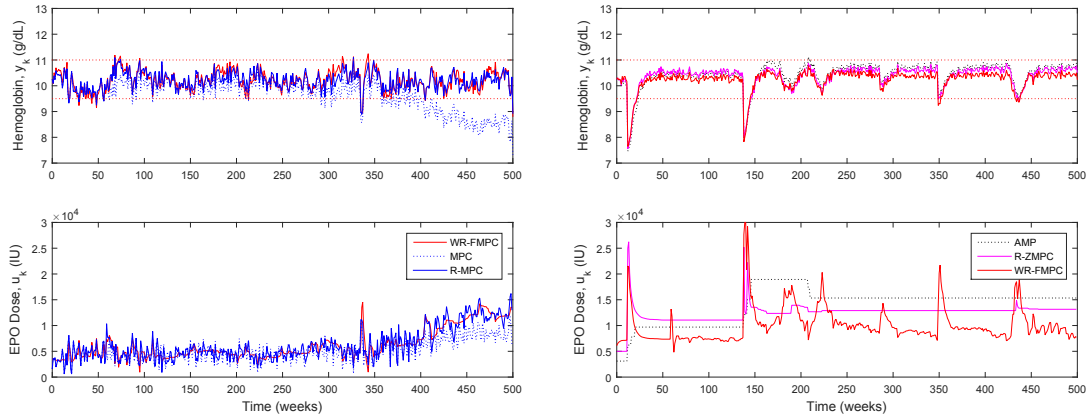 13
12
11
10
9
8
7
Hemoglobin, y_k (g/dL)
0 50 100 150 200 250 300 350 400 450 500
13
12
11
10
9
8
7
Hemoglobin, y_k (g/dL)
0 50 100 150 200 250 300 350 400 450 500
×10^4
3
2.5
2
1.5
1
0.5
0
EPO Dose, u_k (IU)
WR-FMPC
MPC
R-MPC
0 50 100 150 200 250 300 350 400 450 500
Time (weeks)
×10^4
3
2.5
2
1.5
1
0.5
0
EPO Dose, u_k (IU)
AMP
R-ZMPC
WR-FMPC
0 50 100 150 200 250 300 350 400 450 500
Time (weeks)